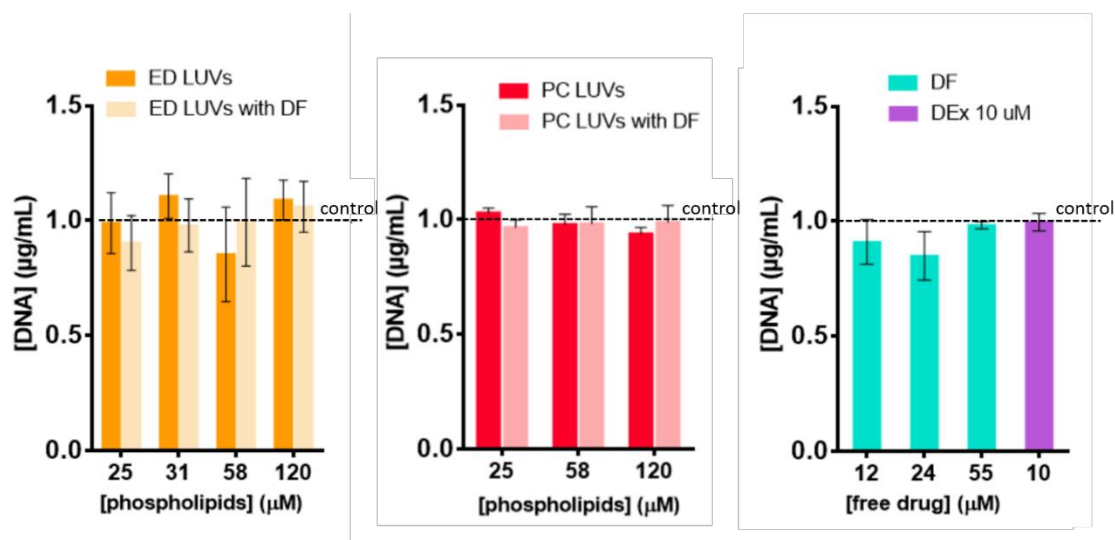 ED LUVs
ED LUVs with DF
1.5
1.0
0.5
0.0
[DNA] (µg/mL)
control
25 31 58 120
[phospholipids] (µM)
PC LUVs
PC LUVs with DF
1.5
1.0
0.5
0.0
[DNA] (µg/mL)
control
25 58 120
[phospholipids] (µM)
DF
DEx 10 uM
1.5
1.0
0.5
0.0
[DNA] (µg/mL)
control
12 24 55 10
[free drug] (µM)